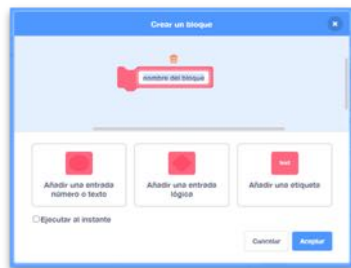 Crear un bloque
nombre del bloque
text
Añadir una entrada
número o texto
Añadir una entrada
lógica
Añadir una etiqueta
Ejecutar al instante
Cancelar
Aceptar